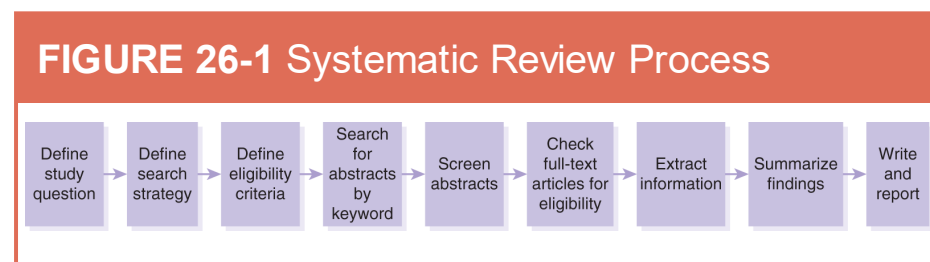 FIGURE 26-1 Systematic Review Process
Define
study
question
Define
search
strategy
Define
eligibility
criteria
Search
for
abstracts
by
keyword
Screen
abstracts
Check
full-text
articles for
eligibility
Extract
information
Summarize
findings
Write
and
report